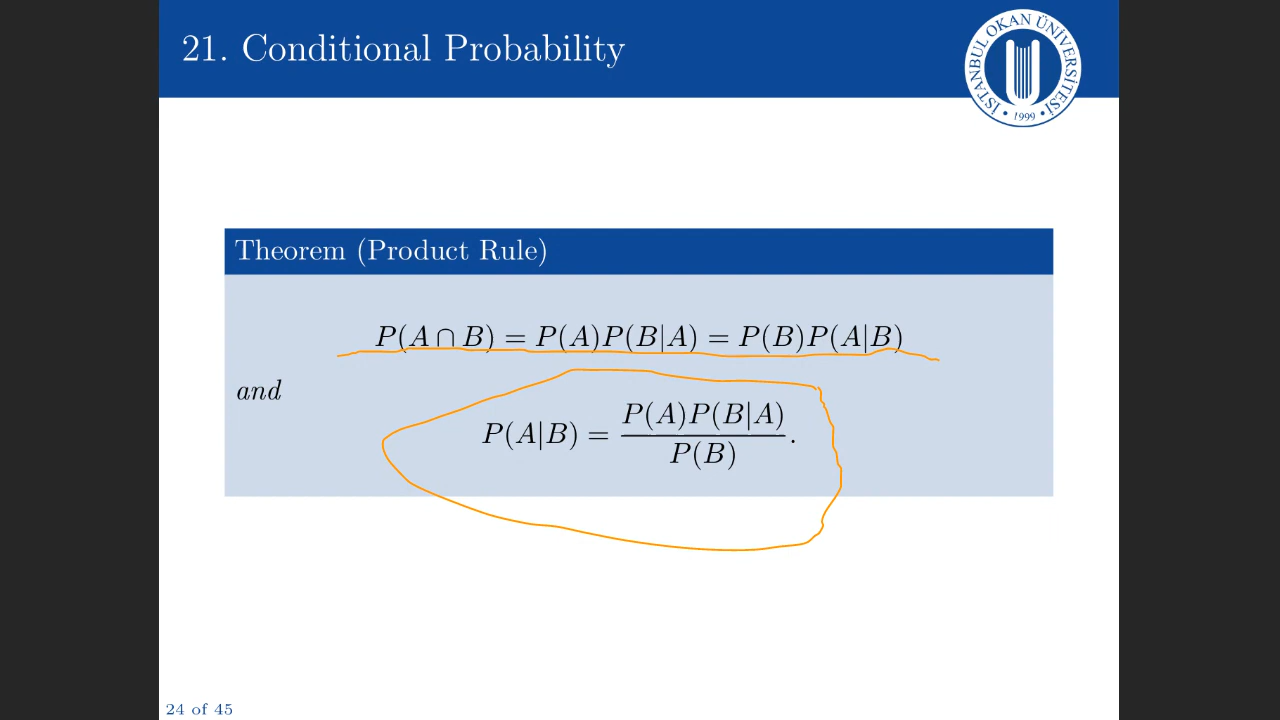 21. Conditional Probability
İSTANBUL OKAN ÜNİVERSİTESİ
• 1999 •
Theorem (Product Rule)
P(A ∩ B) = P(A)P(B|A) = P(B)P(A|B)
and
P(A|B) = P(A)P(B|A) / P(B).
24 of 45